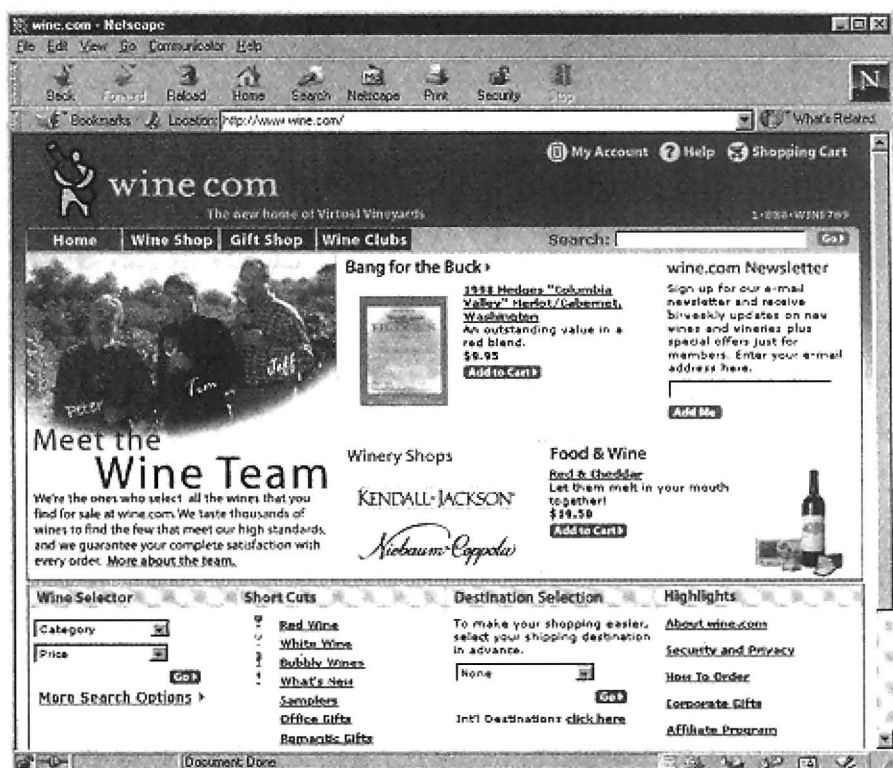 wine.com - Netscape
File Edit View Go Communicator Help
Back Forward Reload Home Search Netscape Print Security Stop
N
Bookmarks Location: http://www.wine.com/ What's Related
My Account Help Shopping Cart
wine.com
The new home of Virtual Vineyards
Home Wine Shop Gift Shop Wine Clubs
Search: Go
Peter
Tim
Jeff
Meet the
Wine Team
We're the ones who select all the wines that you
find for sale at wine.com. We taste thousands of
wines to find the few that meet our high standards,
and we guarantee your complete satisfaction with
every order. More about the team.
Bang for the Buck
1998 Hedges "Columbia
Valley" Merlot/Cabernet,
Washington
An outstanding value in a
red blend.
$9.95
Add to Cart
wine.com Newsletter
Sign up for our e-mail
newsletter and receive
bi-weekly updates on new
wines and wineries plus
special offers just for
members. Enter your e-mail
address here.
Add Me
Winery Shops
KENDALL-JACKSON
Niebaum-Coppola
Food & Wine
Red & Cheddar
Let them melt in your mouth
together!
Add to Cart
Wine Selector
Category
Price
Go
More Search Options
Short Cuts
Red Wine
White Wine
Bubbly Wines
What's New
Samplers
Office Gifts
Romantic Gifts
Destination Selection
To make your shopping easier,
select your shipping destination
in advance.
None
Go
Int'l Destinations click here
Highlights
About wine.com
Security and Privacy
How To Order
Corporate Gifts
Affiliate Program
Document: Done